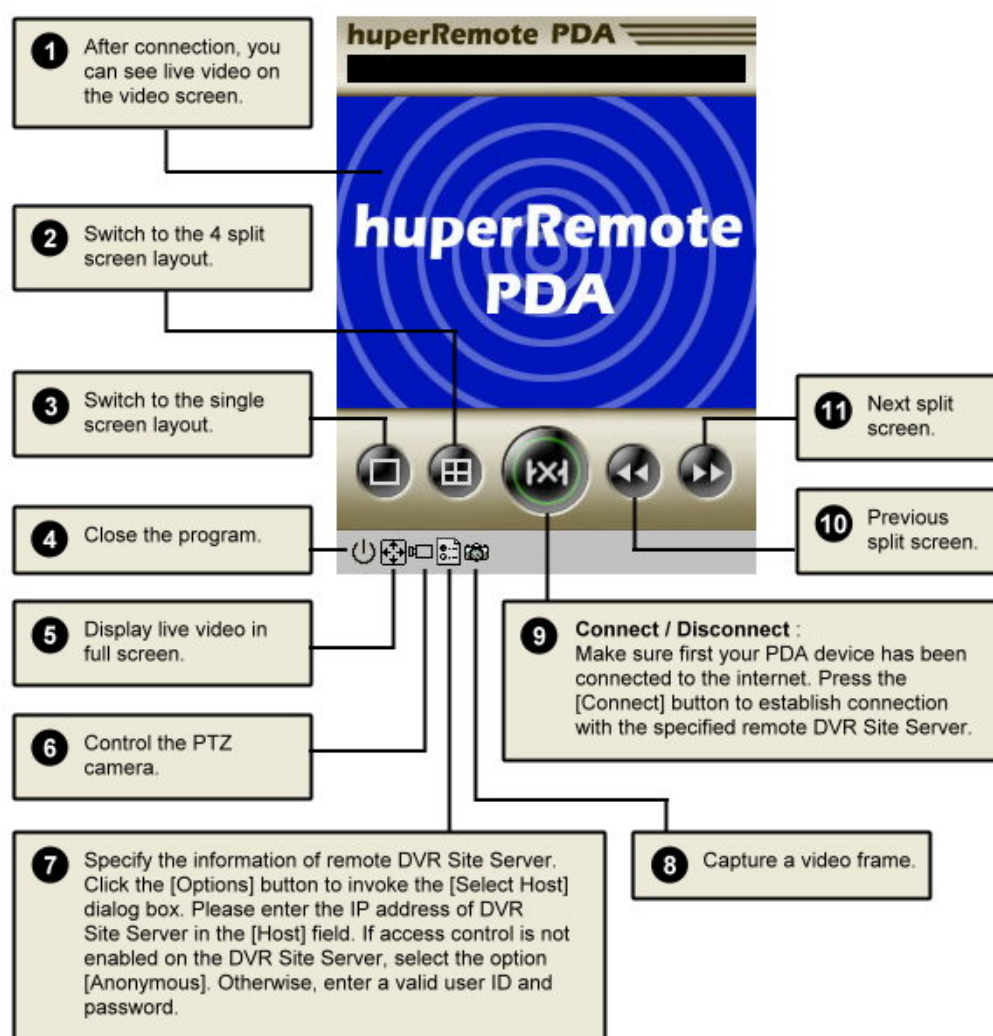 huperRemote PDA
1 After connection, you
can see live video on
the video screen.
huperRemote
PDA
2 Switch to the 4 split
screen layout.
3 Switch to the single
screen layout.
11 Next split
screen.
4 Close the program.
10 Previous
split screen.
5 Display live video in
full screen.
9 Connect / Disconnect :
Make sure first your PDA device has been
connected to the internet. Press the
[Connect] button to establish connection
with the specified remote DVR Site Server.
6 Control the PTZ
camera.
7 Specify the information of remote DVR Site Server.
Click the [Options] button to invoke the [Select Host]
dialog box. Please enter the IP address of DVR
Site Server in the [Host] field. If access control is not
enabled on the DVR Site Server, select the option
[Anonymous]. Otherwise, enter a valid user ID and
password.
8 Capture a video frame.